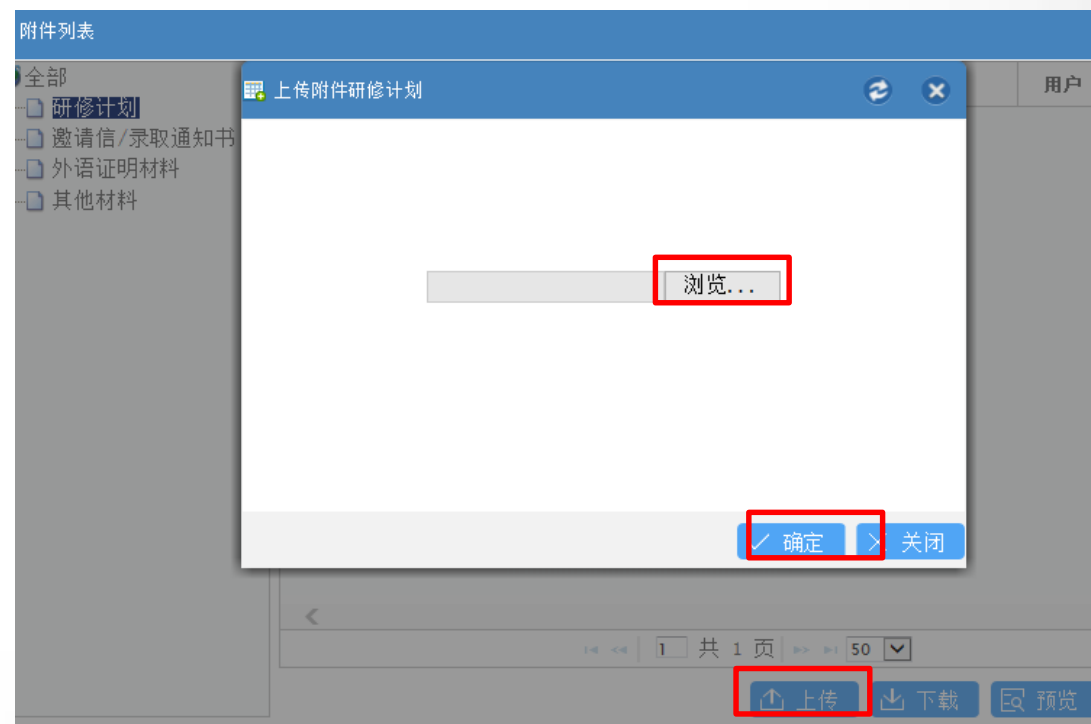 附件列表
全部
研修计划
邀请信/录取通知书
外语证明材料
其他材料
上传附件研修计划
用户
浏览...
确定
关闭
1 共 1 页 50
上传 下载 预览